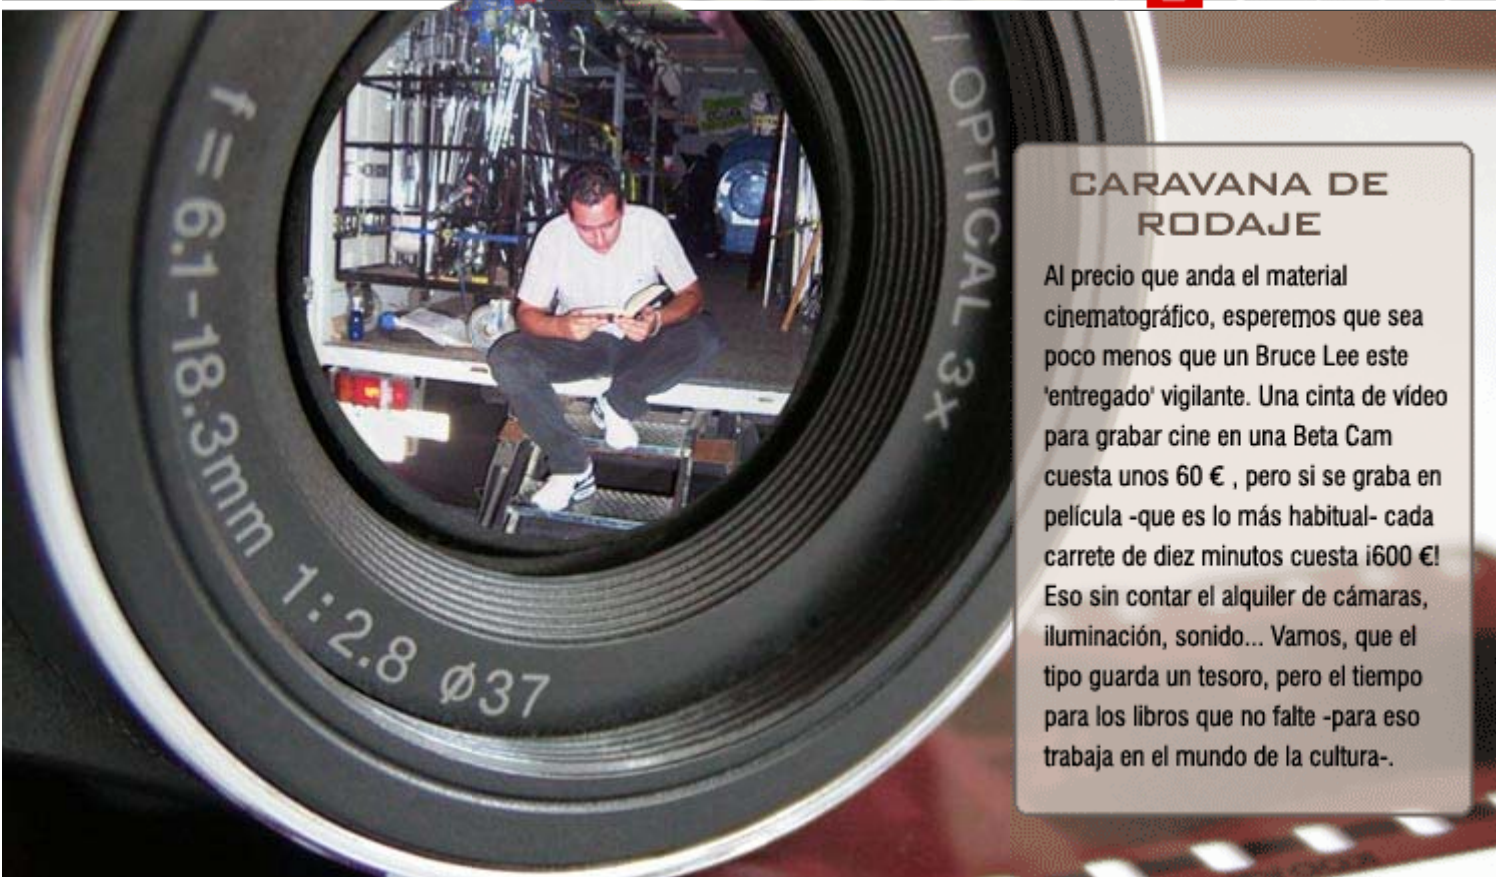 f = 6.1-18.3mm 1:2.8 ø37
OPTICAL 3x
CARAVANA DE
RODAJE
Al precio que anda el material
cinematográfico, esperemos que sea
poco menos que un Bruce Lee este
'entregado' vigilante. Una cinta de vídeo
para grabar cine en una Beta Cam
cuesta unos 60 € , pero si se graba en
película -que es lo más habitual- cada
carrete de diez minutos cuesta ¡600 €!
Eso sin contar el alquiler de cámaras,
iluminación, sonido... Vamos, que el
tipo guarda un tesoro, pero el tiempo
para los libros que no falte -para eso
trabaja en el mundo de la cultura-.